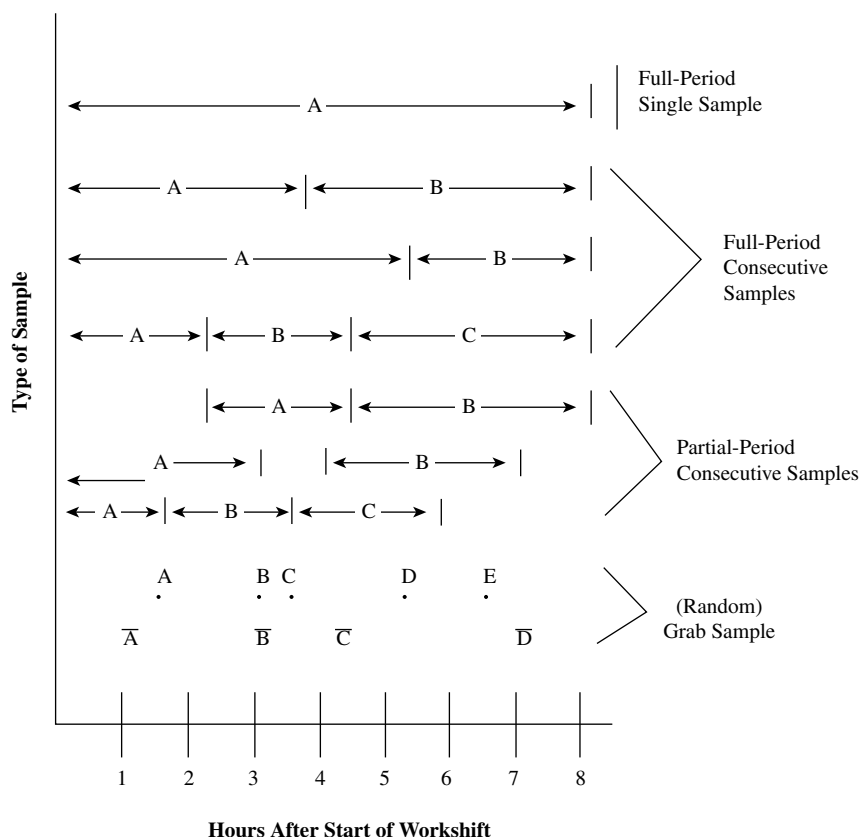 Full-Period
Single Sample
A
A B
Full-Period
Consecutive
Samples
A B
A B C
A B
Partial-Period
Consecutive Samples
A B
A B C
A B C D E
(Random)
Grab Sample
A B C D
Type of Sample
1 2 3 4 5 6 7 8
Hours After Start of Workshift